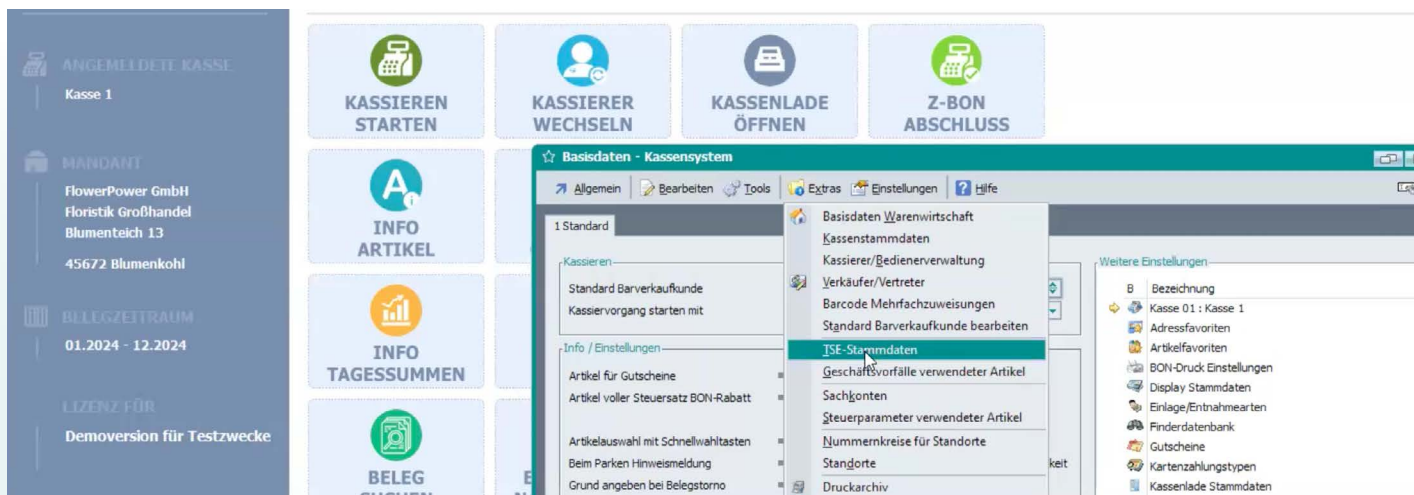 ANGEMELDETE KASSE
Kasse 1
MANDANT
FlowerPower GmbH
Floristik Großhandel
Blumenteich 13
45672 Blumenkohl
BELEGZEITRAUM
01.2024 - 12.2024
LIZENZ FÜR
Demoversion für Testzwecke
KASSIEREN
STARTEN
KASSIERER
WECHSELN
KASSENLADE
ÖFFNEN
Z-BON
ABSCHLUSS
INFO
ARTIKEL
INFO
TAGESSUMMEN
BELEG
Basisdaten - Kassensystem
Allgemein Bearbeiten Tools Extras Einstellungen Hilfe
1 Standard
Kassieren
Standard Barverkaufkunde
Kassiervorgang starten mit
Info / Einstellungen
Artikel für Gutscheine
Artikel voller Steuersatz BON-Rabatt
Artikelauswahl mit Schnellwahltasten
Beim Parken Hinweismeldung
Grund angeben bei Belegstorno
Basisdaten Warenwirtschaft
Kassenstammdaten
Kassierer/Bedienerverwaltung
Verkäufer/Vertreter
Barcode Mehrfachzuweisungen
Standard Barverkaufkunde bearbeiten
TSE-Stammdaten
Geschäftsvorfälle verwendeter Artikel
Sachkonten
Steuerparameter verwendeter Artikel
Nummernkreise für Standorte
Standorte
Druckarchiv
keit
Weitere Einstellungen
B Bezeichnung
Kasse 01 : Kasse 1
Adressfavoriten
Artikelfavoriten
BON-Druck Einstellungen
Display Stammdaten
Einlage/Entnahmearten
Finderdatenbank
Gutscheine
Kartenzahlungstypen
Kassenlade Stammdaten